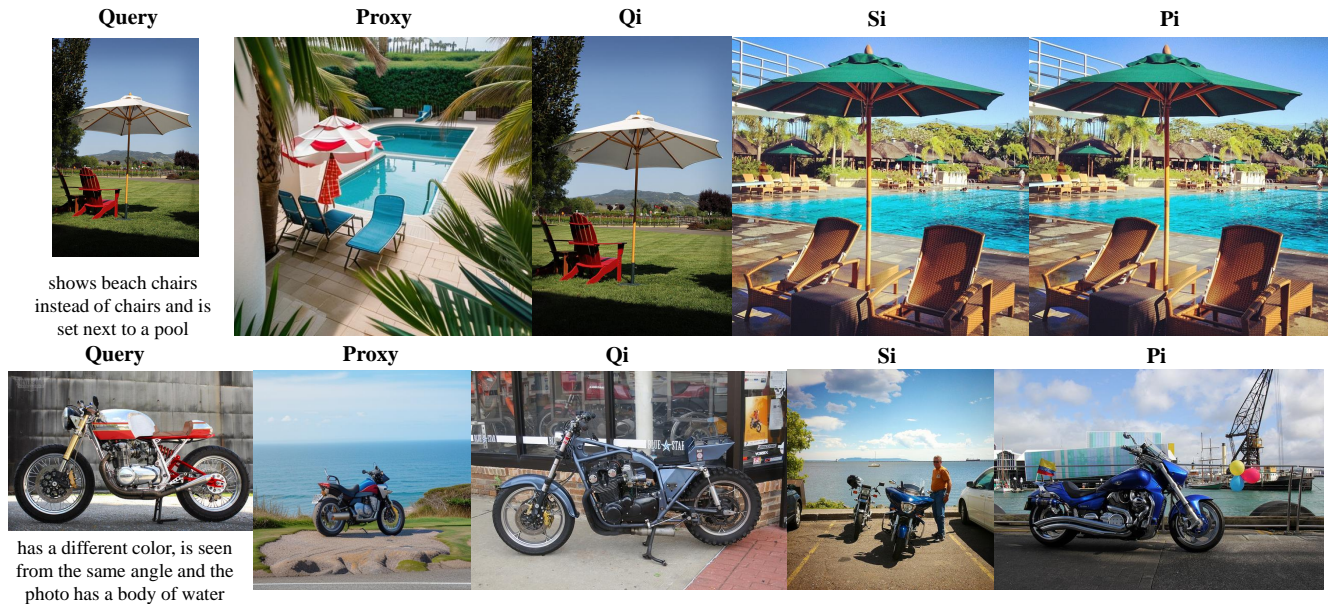 Query Proxy Qi Si Pi
shows beach chairs
instead of chairs and is
set next to a pool
Query Proxy Qi Si Pi
BLUE★STAR
has a different color, is seen
from the same angle and the
photo has a body of water